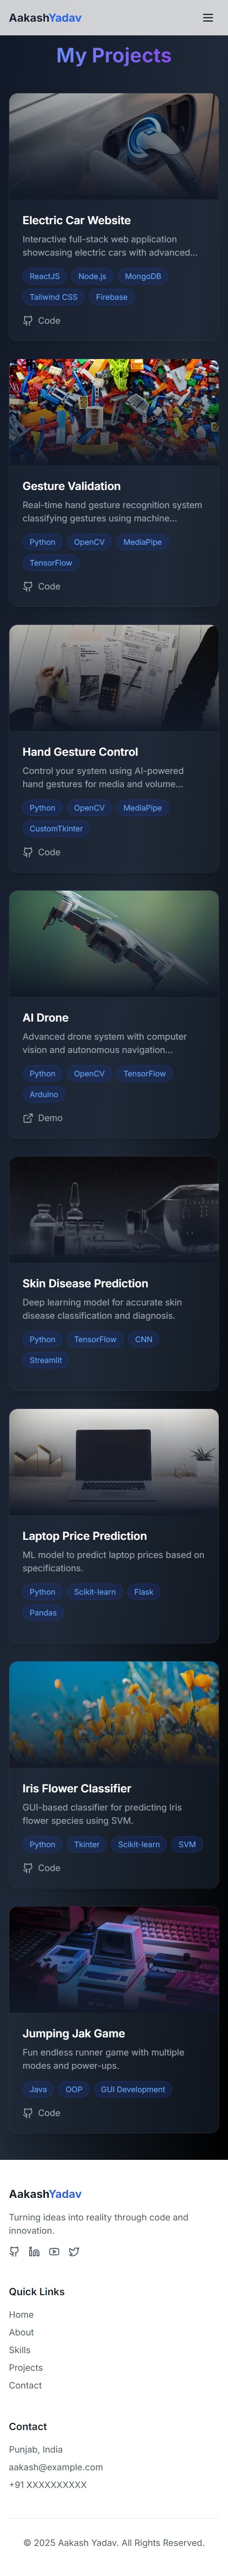 AakashYadav
My Projects
Electric Car Website
Interactive full-stack web application
showcasing electric cars with advanced...
ReactJS Node.js MongoDB
Tailwind CSS Firebase
Code
Gesture Validation
Real-time hand gesture recognition system
classifying gestures using machine...
Python OpenCV MediaPipe
TensorFlow
Code
Hand Gesture Control
Control your system using AI-powered
hand gestures for media and volume...
Python OpenCV MediaPipe
CustomTkinter
Code
AI Drone
Advanced drone system with computer
vision and autonomous navigation...
Python OpenCV TensorFlow
Arduino
Demo
Skin Disease Prediction
Deep learning model for accurate skin
disease classification and diagnosis.
Python TensorFlow CNN
Streamlit
Laptop Price Prediction
ML model to predict laptop prices based on
specifications.
Python Scikit-learn Flask
Pandas
Iris Flower Classifier
GUI-based classifier for predicting Iris
flower species using SVM.
Python Tkinter Scikit-learn SVM
Code
Jumping Jak Game
Fun endless runner game with multiple
modes and power-ups.
Java OOP GUI Development
Code
AakashYadav
Turning ideas into reality through code and
innovation.
Quick Links
Home
About
Skills
Projects
Contact
Contact
Punjab, India
aakash@example.com
+91 XXXXXXXXXX
© 2025 Aakash Yadav. All Rights Reserved.